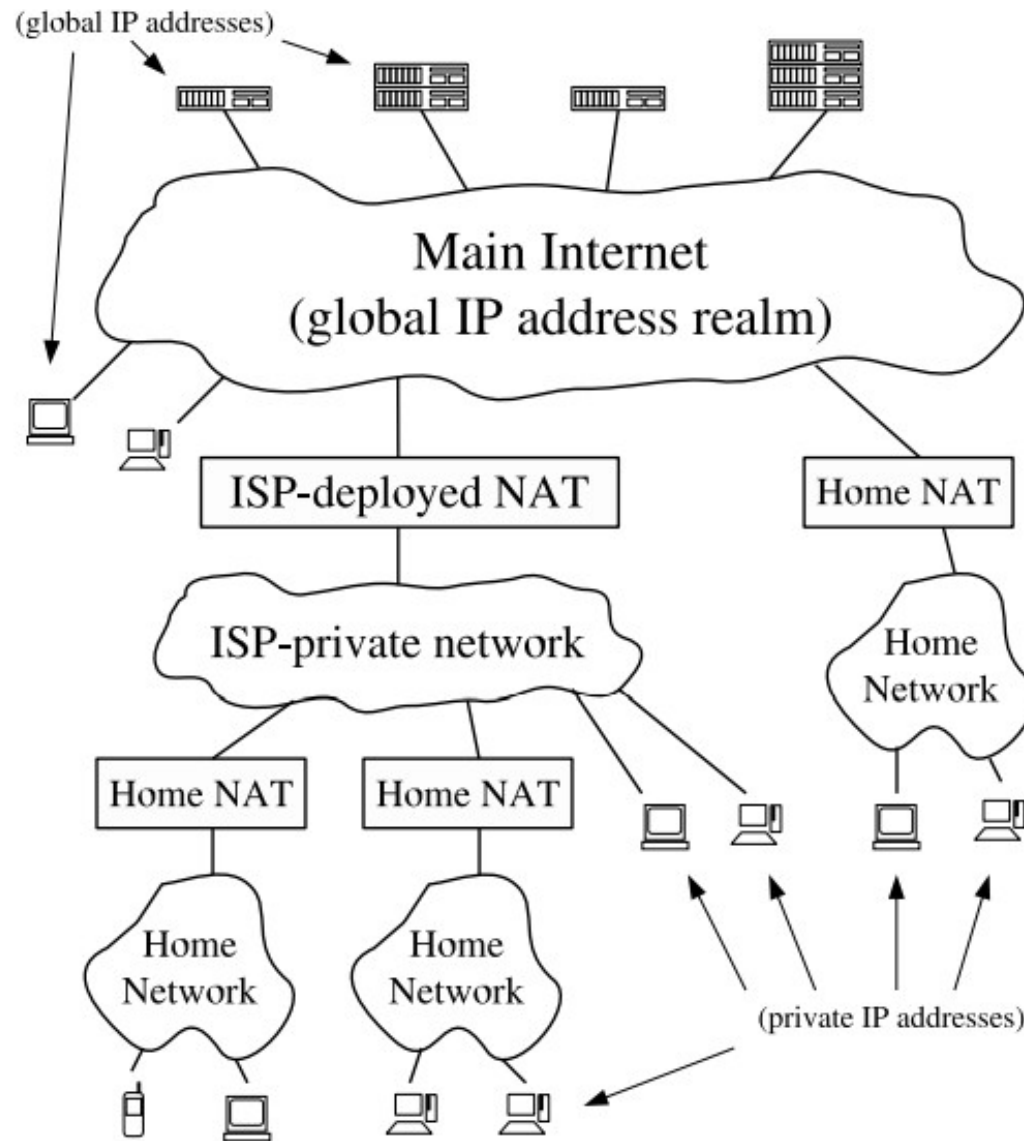 (global IP addresses)
Main Internet
(global IP address realm)
ISP-deployed NAT
Home NAT
ISP-private network
Home
Network
Home NAT
Home NAT
Home
Network
Home
Network
(private IP addresses)